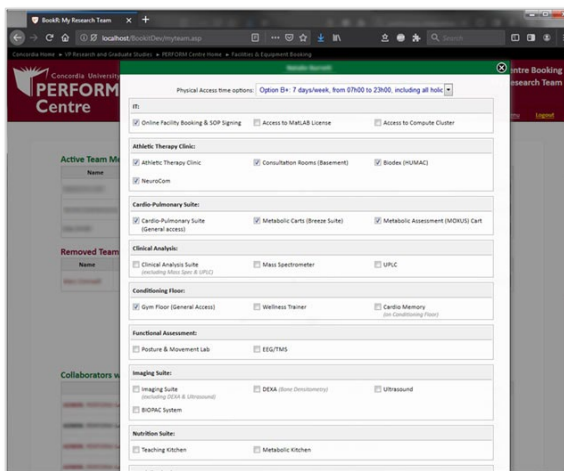 BookR: My Research Team
localhost/BookitDev/myteam.asp
Search
Concordia Home » VP Research and Graduate Studies » PERFORM Centre Home » Facilities & Equipment Booking
Concordia University
PERFORM
Centre
Centre Booking
Research Team
Logout
Active Team Me
Name
Removed Team
Name
Collaborators w
Physical Access time options: Option B+: 7 days/week, from 07h00 to 23h00, including all holic
IT:
Online Facility Booking & SOP Signing Access to MatLAB License Access to Compute Cluster
Athletic Therapy Clinic:
Athletic Therapy Clinic Consultation Rooms (Basement) Biodex (HUMAC)
NeuroCom
Cardio-Pulmonary Suite:
Cardio-Pulmonary Suite Metabolic Carts (Breeze Suite) Metabolic Assessment (MOXUS) Cart
(General access)
Clinical Analysis:
Clinical Analysis Suite Mass Spectrometer UPLC
(excluding Mass Spec & UPLC)
Conditioning Floor:
Gym Floor (General Access) Wellness Trainer Cardio Memory
(on Conditioning Floor)
Functional Assessment:
Posture & Movement Lab EEG/TMS
Imaging Suite:
Imaging Suite DEXA (Bone Densitometry) Ultrasound
(excluding DEXA & Ultrasound)
BIOPAC System
Nutrition Suite:
Teaching Kitchen Metabolic Kitchen